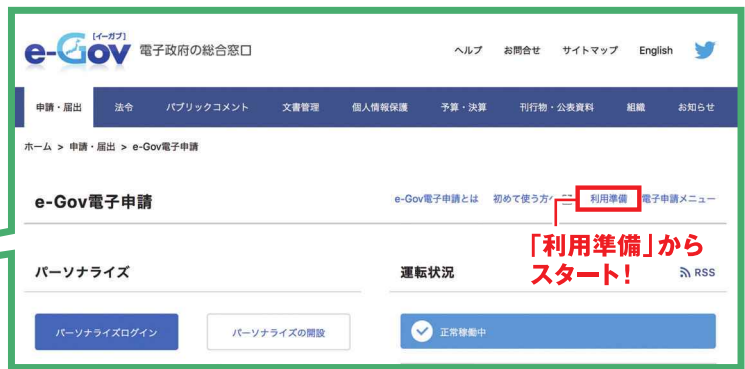 [イーガブ]
e-Gov 電子政府の総合窓口 ヘルプ お問合せ サイトマップ English
申請・届出 法令 パブリックコメント 文書管理 個人情報保護 予算・決算 刊行物・公表資料 組織 お知らせ
ホーム > 申請・届出 > e-Gov電子申請
e-Gov電子申請 e-Gov電子申請とは 初めて使う方へ 利用準備 電子申請メニュー
「利用準備」から
スタート!
パーソナライズ 運転状況 RSS
パーソナライズログイン パーソナライズの開設 正常稼働中